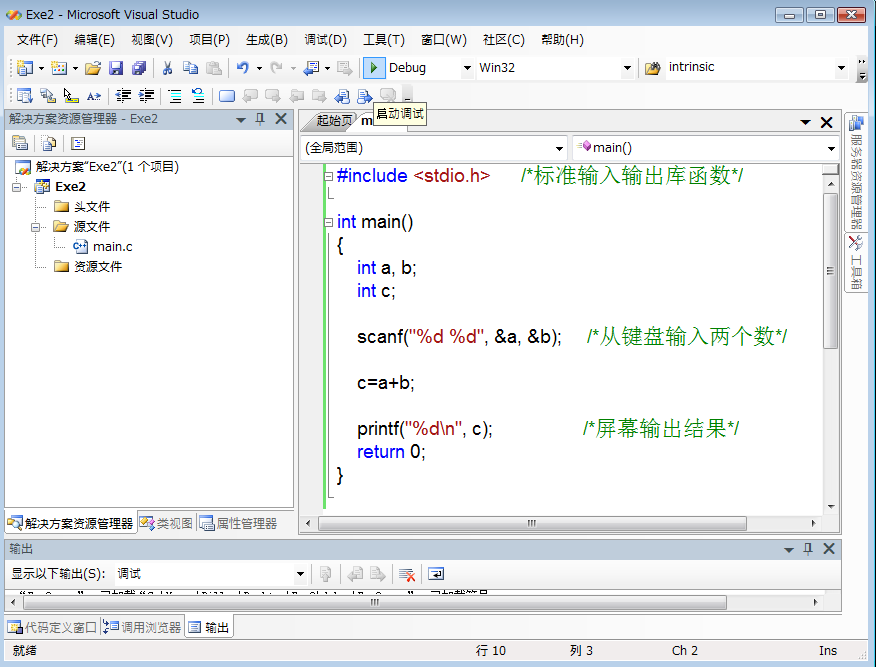 Exe2 - Microsoft Visual Studio
文件(F) 编辑(E) 视图(V) 项目(P) 生成(B) 调试(D) 工具(T) 窗口(W) 社区(C) 帮助(H)
Debug Win32 intrinsic
启动调试
解决方案资源管理器 - Exe2
解决方案“Exe2”(1 个项目)
Exe2
头文件
源文件
main.c
资源文件
解决方案资源管理器 类视图 属性管理器
起始页
(全局范围) main()
#include <stdio.h> /*标准输入输出库函数*/
int main()
{
int a, b;
int c;
scanf("%d %d", &a, &b); /*从键盘输入两个数*/
c=a+b;
printf("%d\n", c); /*屏幕输出结果*/
return 0;
}
服务器资源管理器
工具箱
输出
显示以下输出(S): 调试
代码定义窗口 调用浏览器 输出
就绪 行 10 列 3 Ch 2 Ins